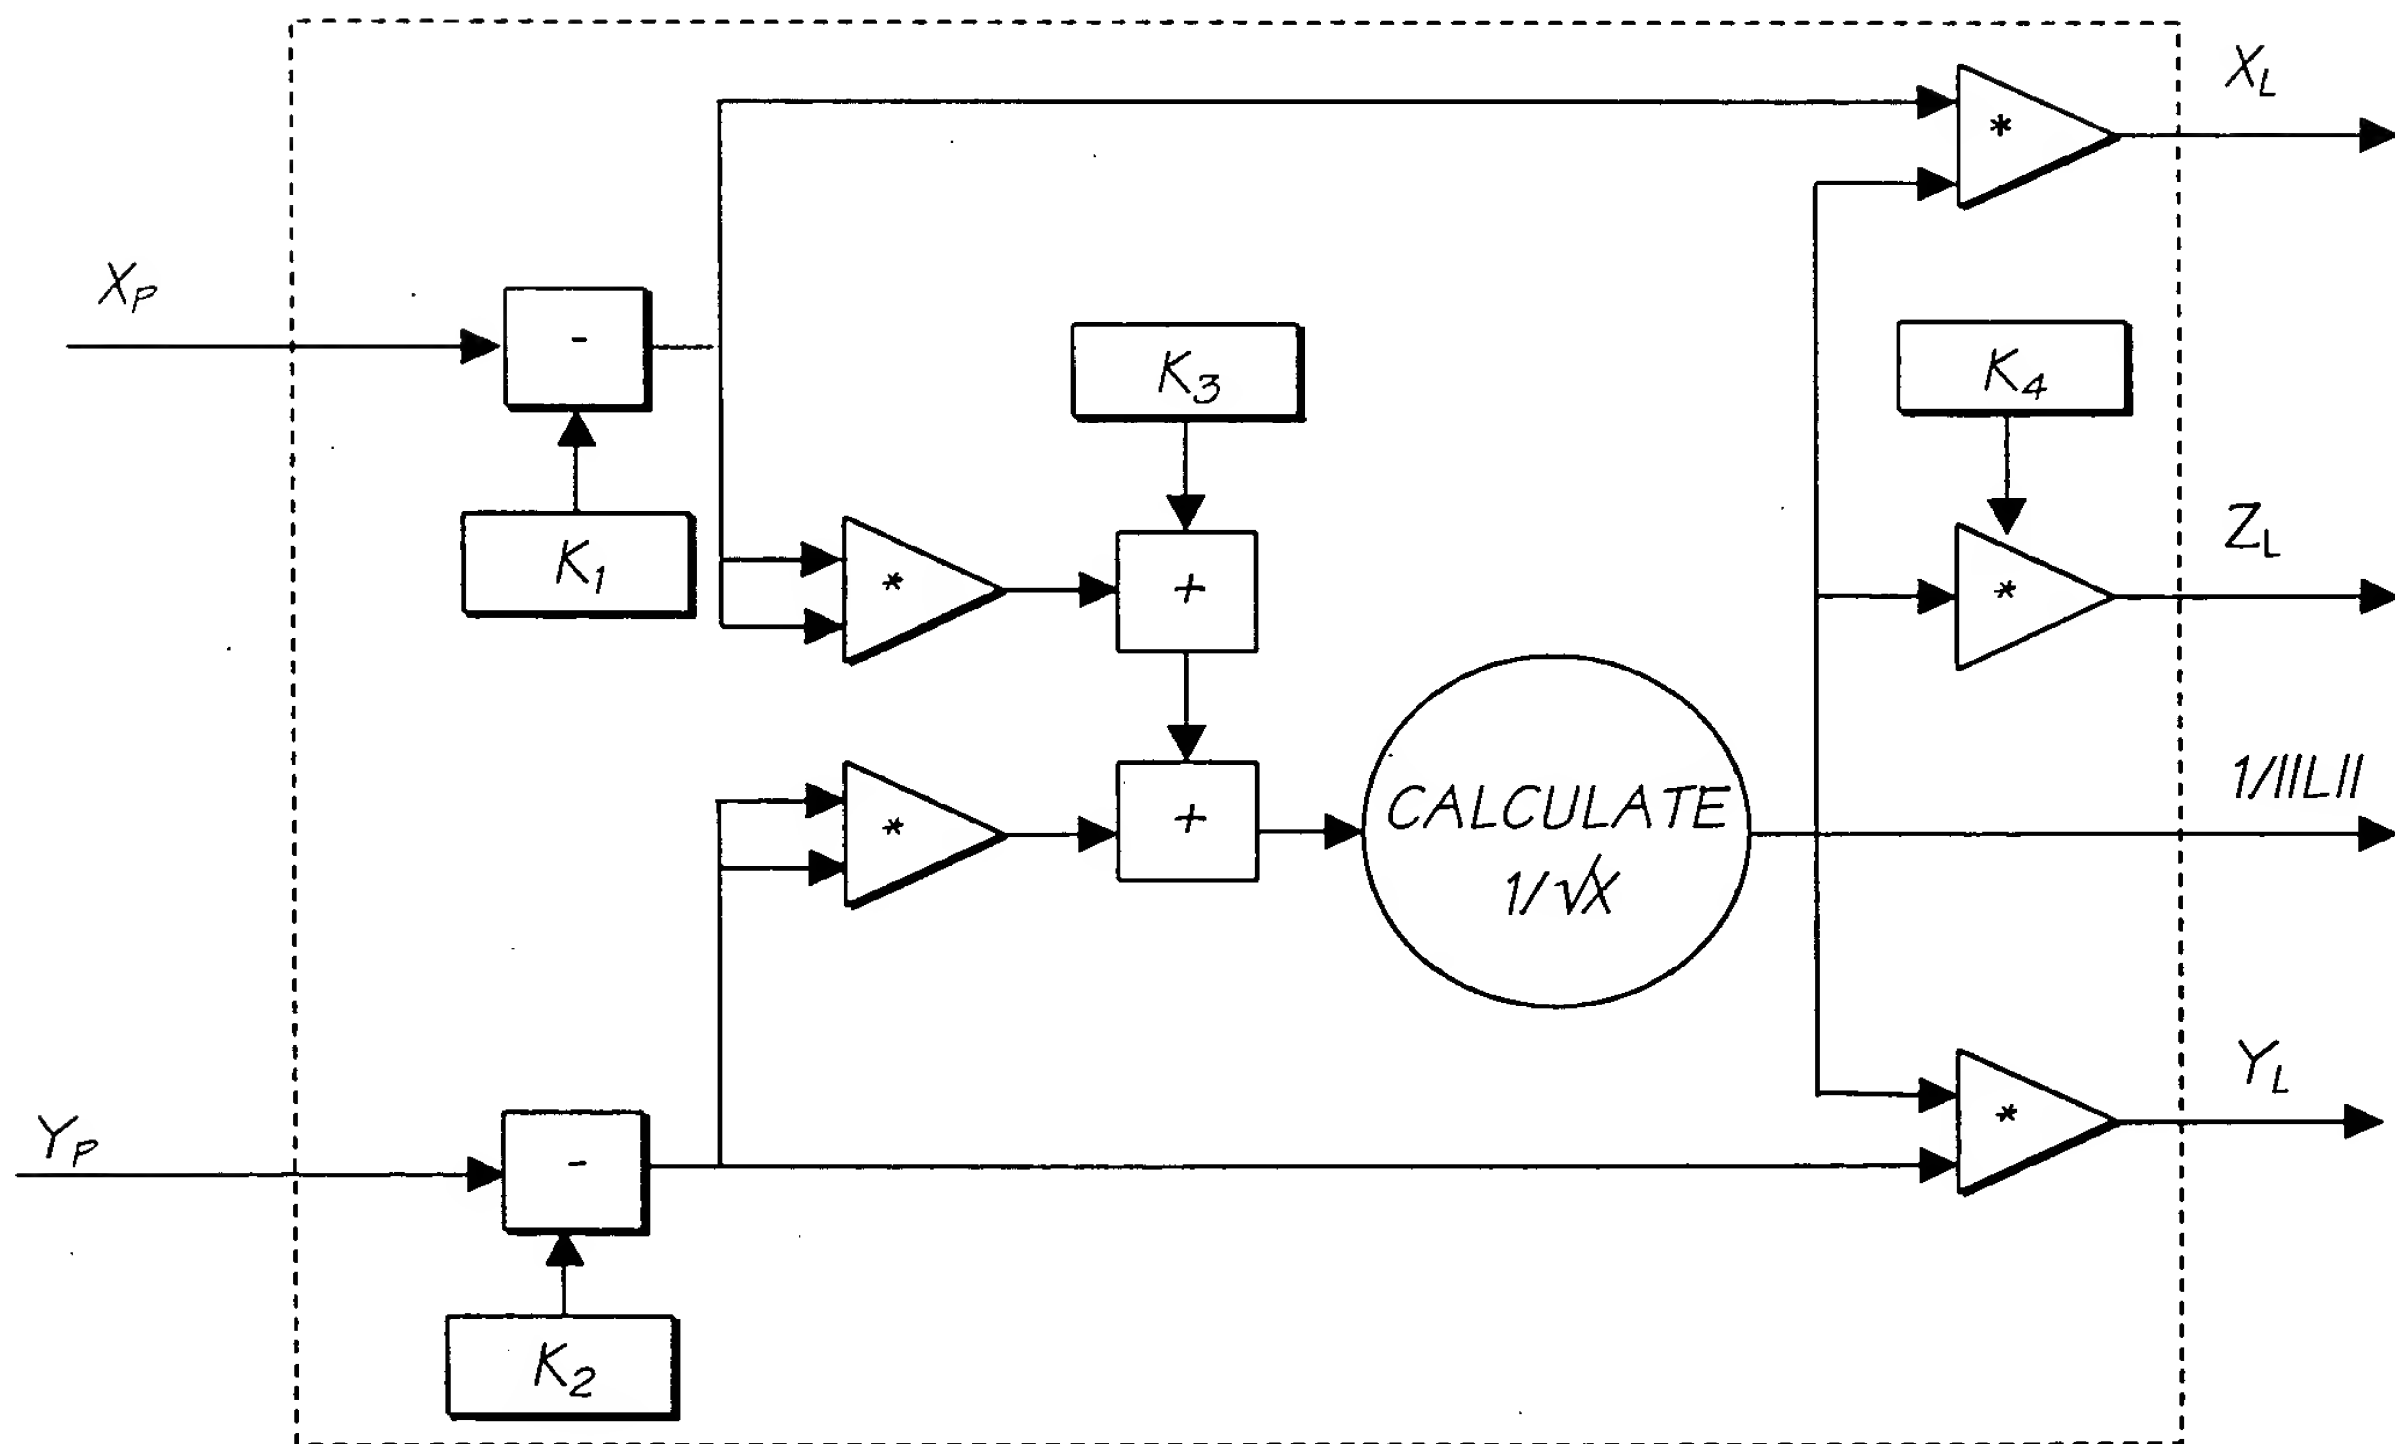 X_L
*
X_P
-
K_3
K_4
K_1
*
+
*
Z_L
*
+
CALCULATE
1/√X
1/||L||
Y_P
-
*
Y_L
K_2